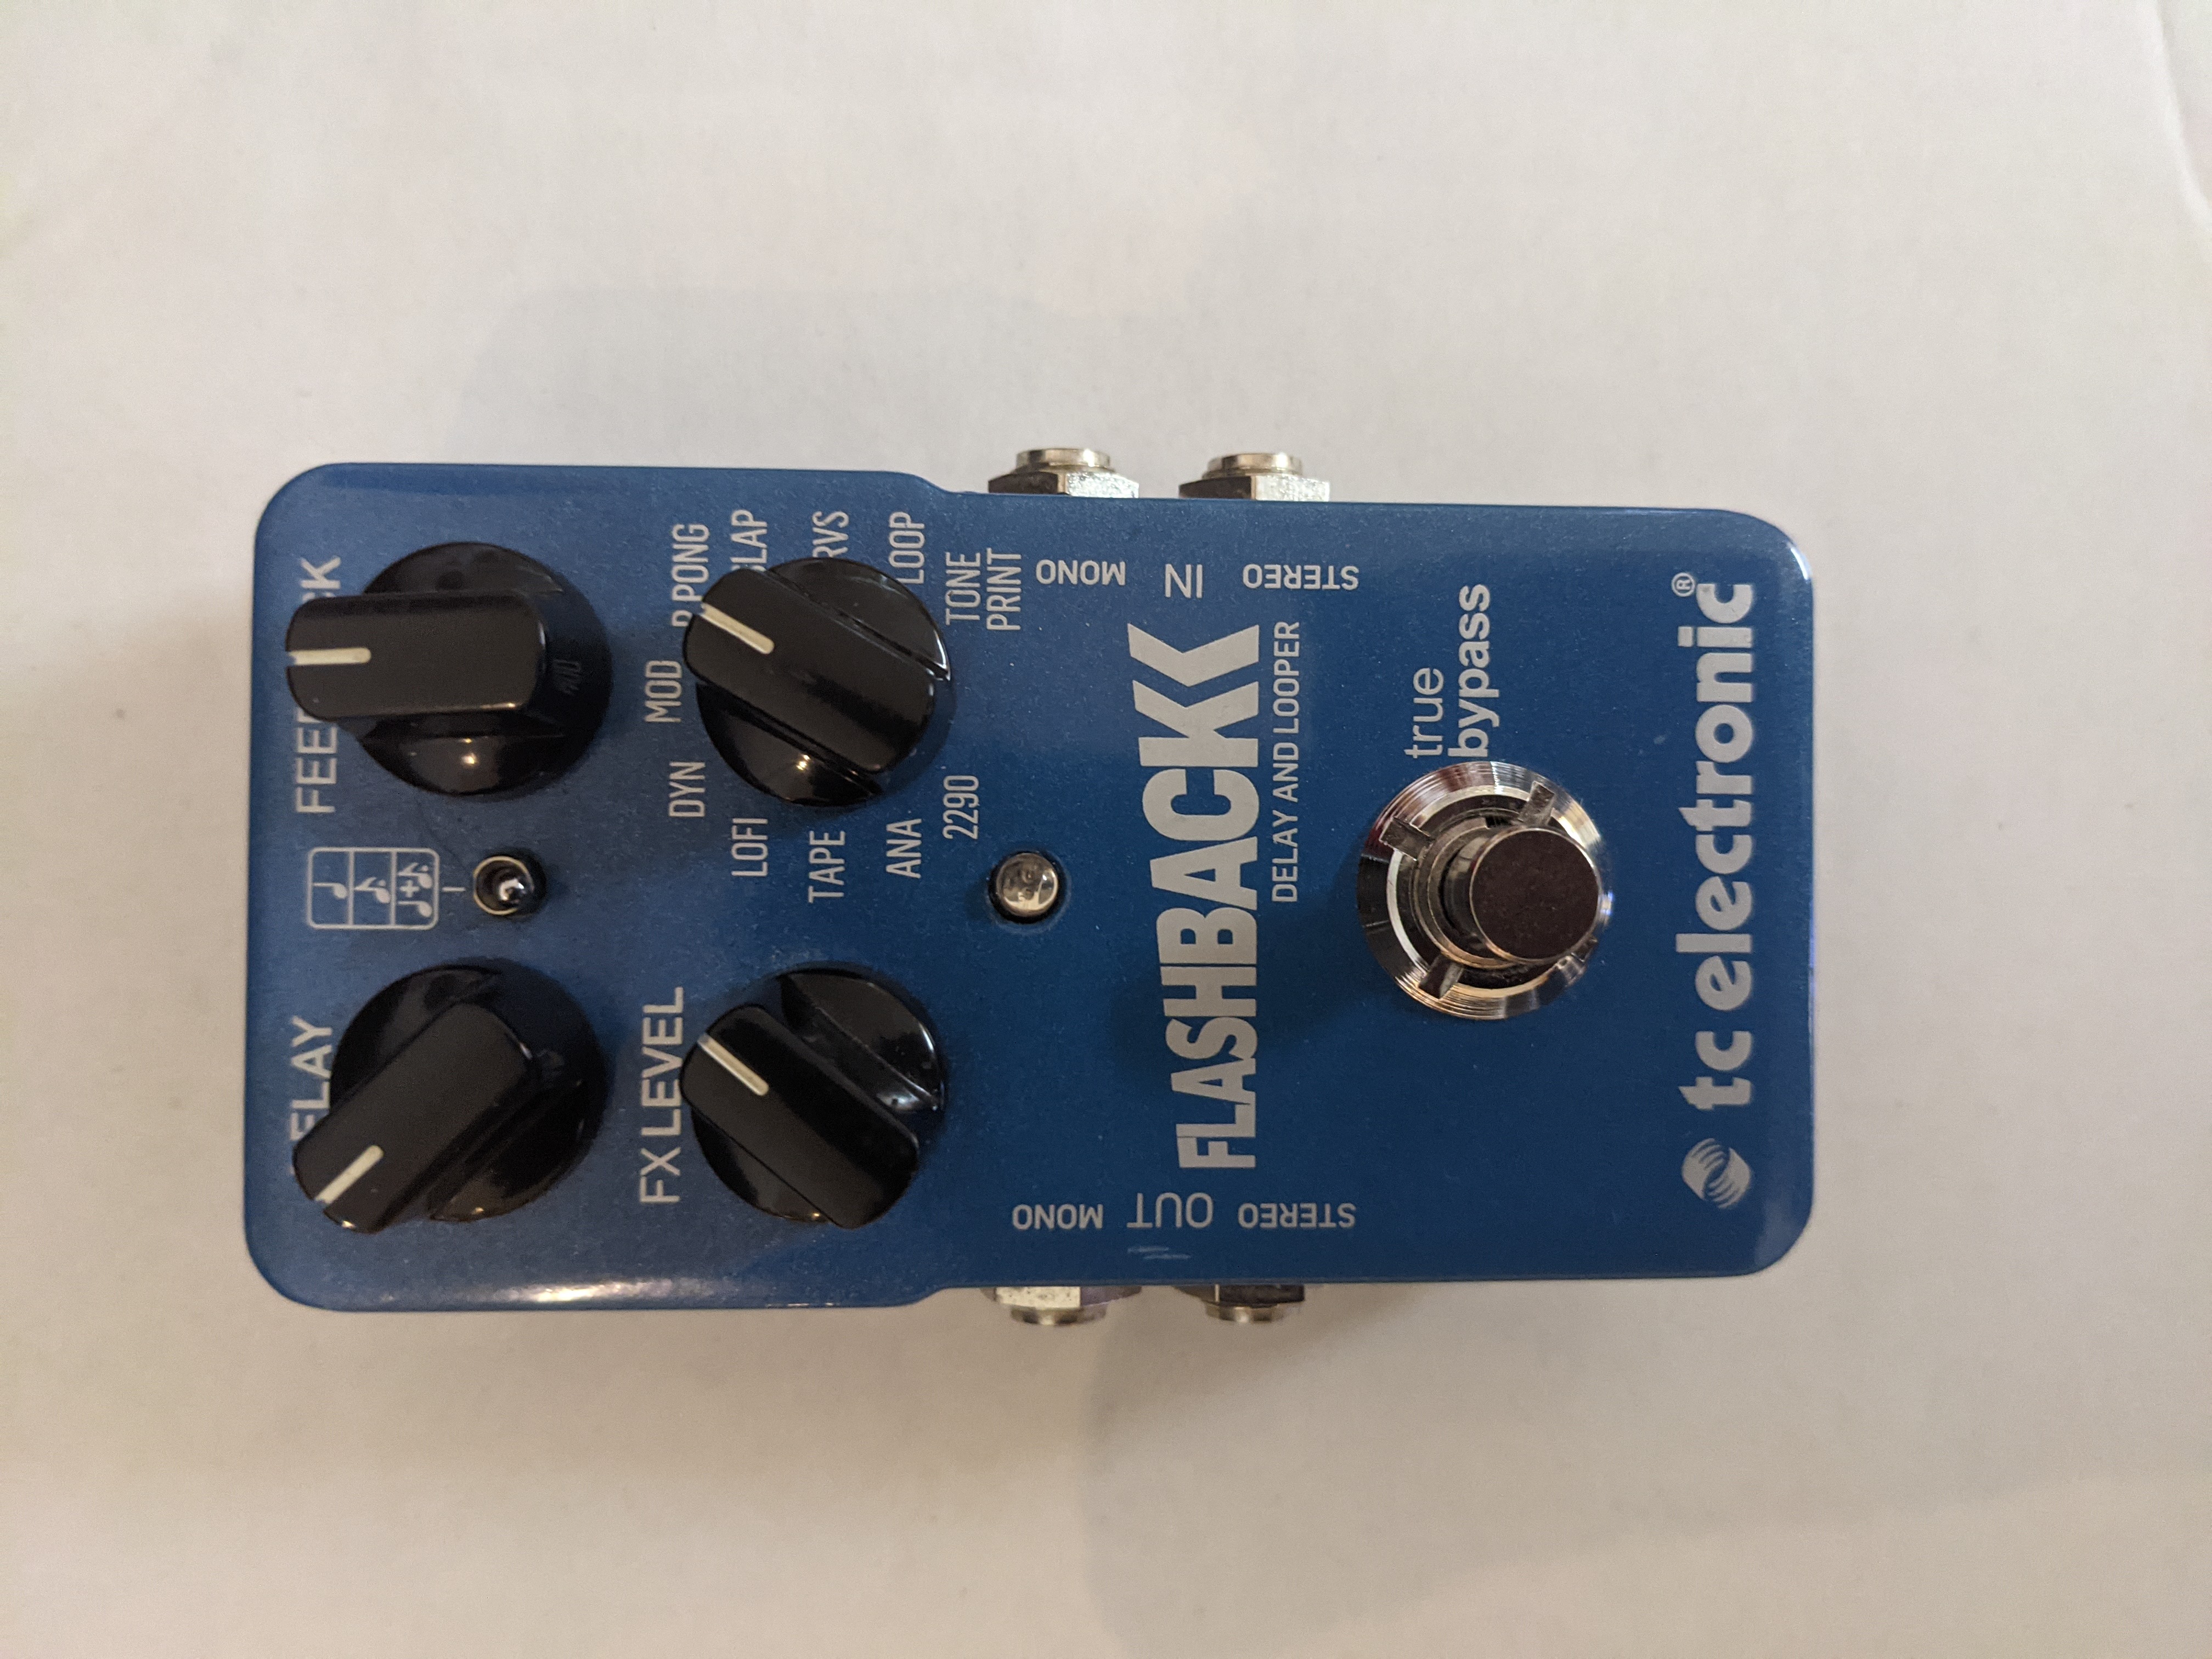 FX LEVEL
MOD
DYN
LOFI
TAPE
ANA
2290
LOOP
TONE
PRINT
STEREO OUT MONO
STEREO IN MONO
FLASHBACK
DELAY AND LOOPER
true
bypass
tc electronic®